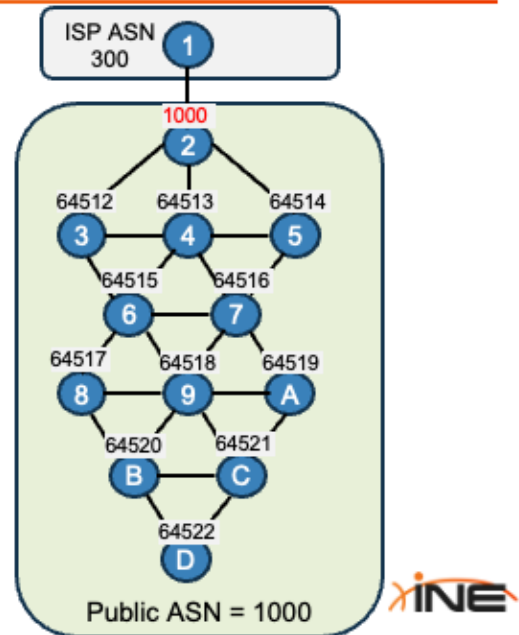 ISP ASN
300
1
1000
2
64512 64513 64514
3 4 5
64515 64516
6 7
64517 64518 64519
8 9 A
64520 64521
B C
64522
D
Public ASN = 1000
INE